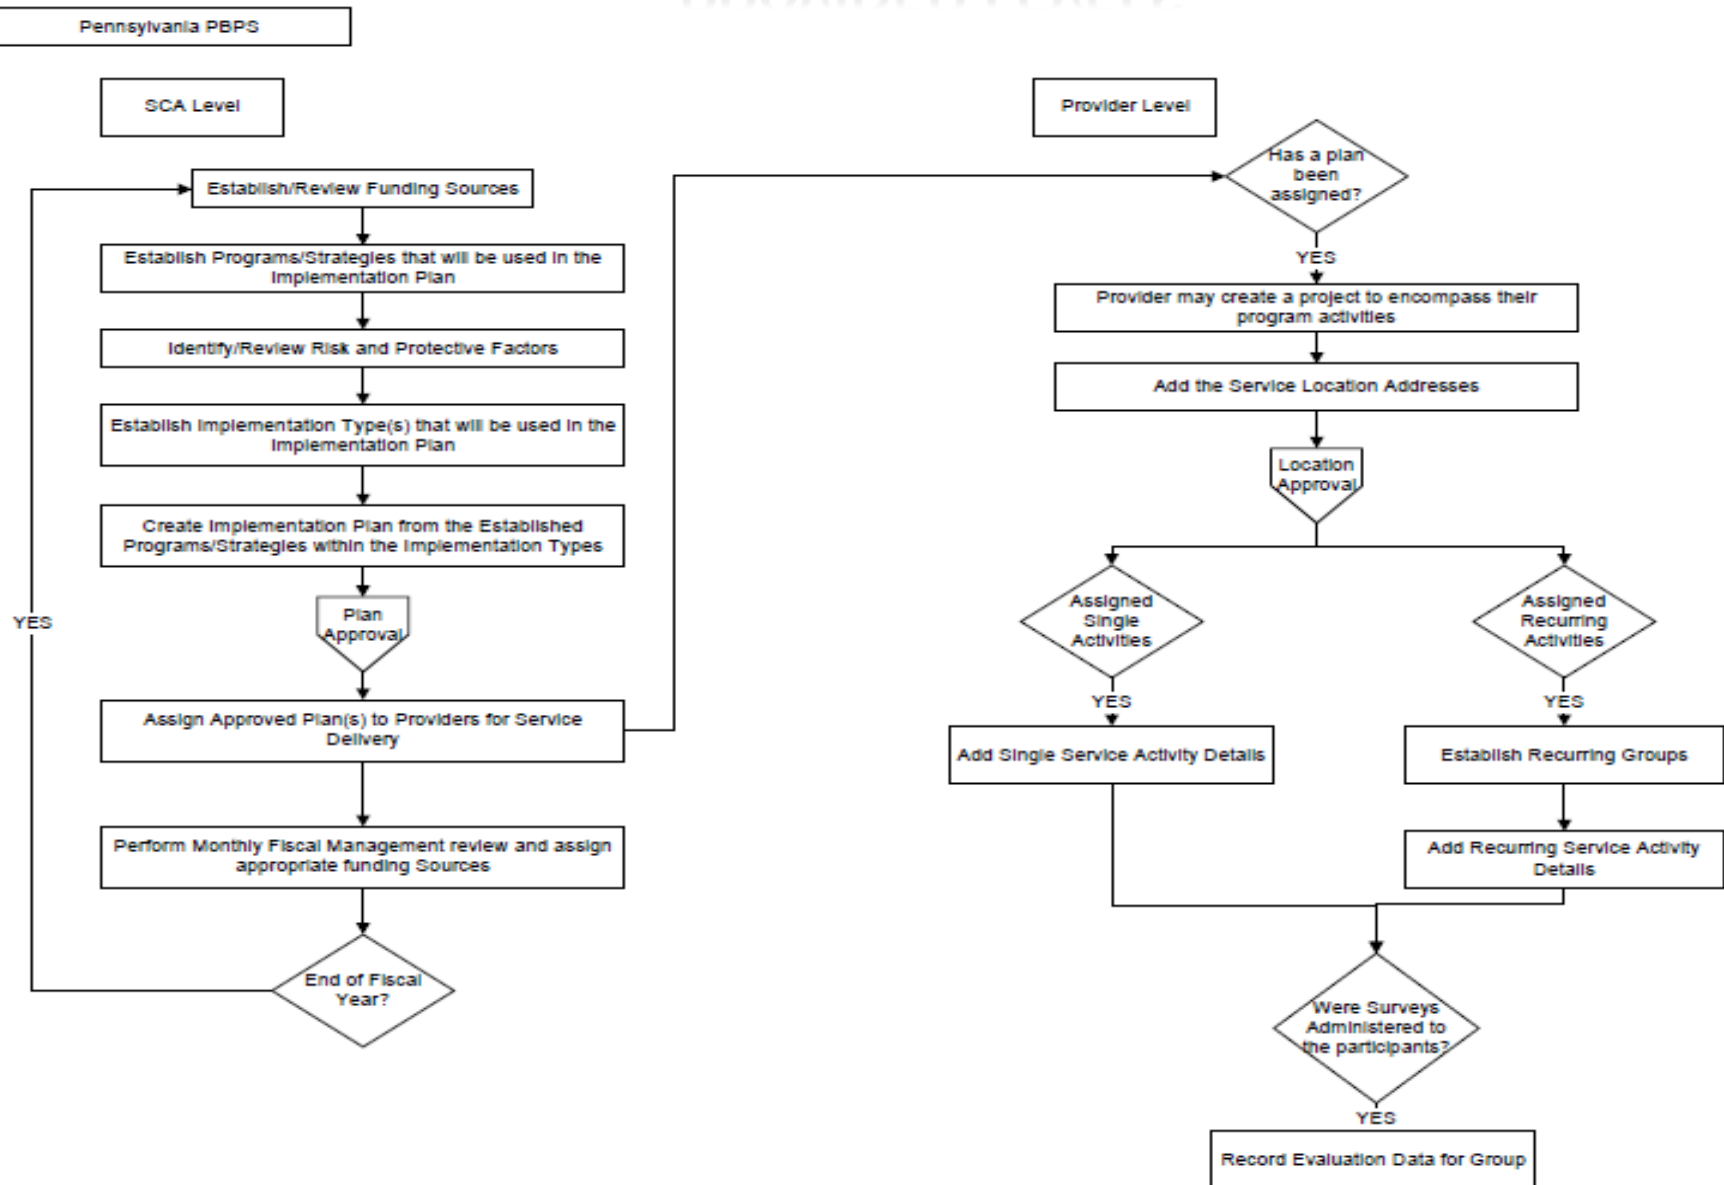 Pennsylvania PBPS
SCA Level
Establish/Review Funding Sources
Establish Programs/Strategies that will be used in the
Implementation Plan
Identify/Review Risk and Protective Factors
Establish Implementation Type(s) that will be used in the
Implementation Plan
Create Implementation Plan from the Established
Programs/Strategies within the Implementation Types
YES
Plan
Approval
Assign Approved Plan(s) to Providers for Service
Delivery
Perform Monthly Fiscal Management review and assign
appropriate funding Sources
End of Fiscal
Year?
Provider Level
Has a plan
been
assigned?
YES
Provider may create a project to encompass their
program activities
Add the Service Location Addresses
Location
Approval
Assigned
Single
Activities
YES
Add Single Service Activity Details
Assigned
Recurring
Activities
YES
Establish Recurring Groups
Add Recurring Service Activity
Details
Were Surveys
Administered to
the participants?
YES
Record Evaluation Data for Group